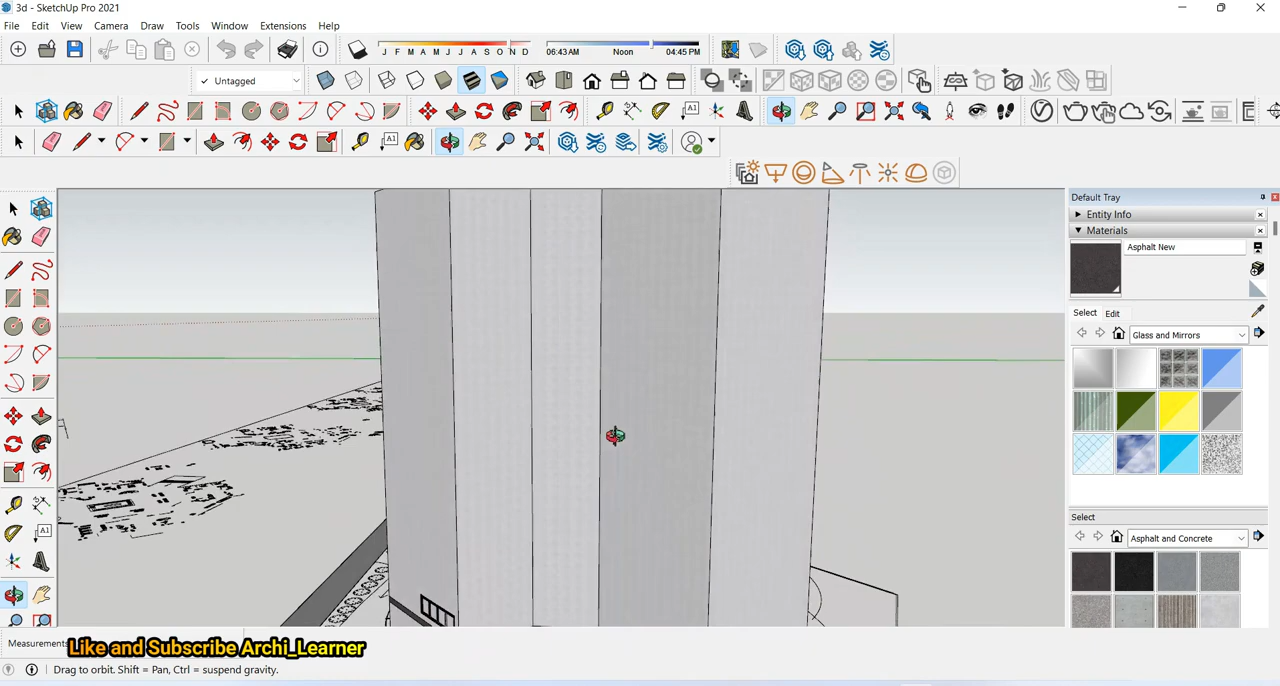 3d - SketchUp Pro 2021
File Edit View Camera Draw Tools Window Extensions Help
J F M A M J J A S O N D 06:43 AM Noon 04:45 PM
✓ Untagged
A1
A1
Default Tray
Entity Info
Materials
Asphalt New
Select Edit
Glass and Mirrors
Select
Asphalt and Concrete
Measurements
Like and Subscribe Archi_Learner
Drag to orbit. Shift = Pan, Ctrl = suspend gravity.